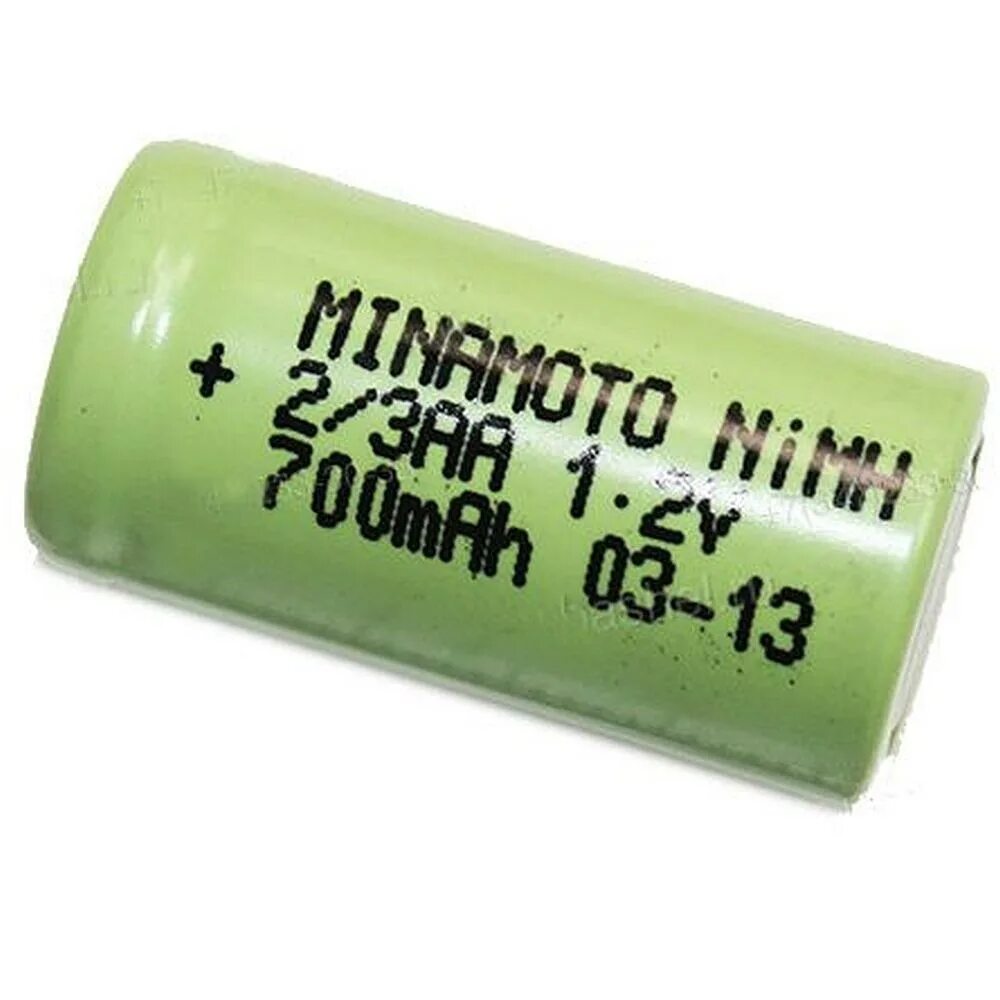 MINAMOTO NiMH
+ 2/3AA 1.2v
700mAh 03-13